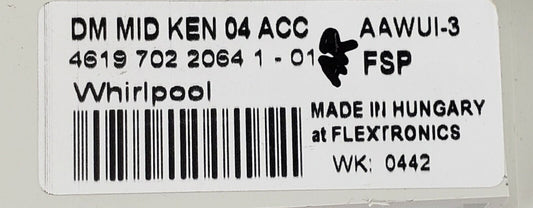 DM MID KEN 04 ACC AAWUI-3
4619 702 2064 1 - 01 FSP
Whirlpool
MADE IN HUNGARY
at FLEXTRONICS
WK: 0442